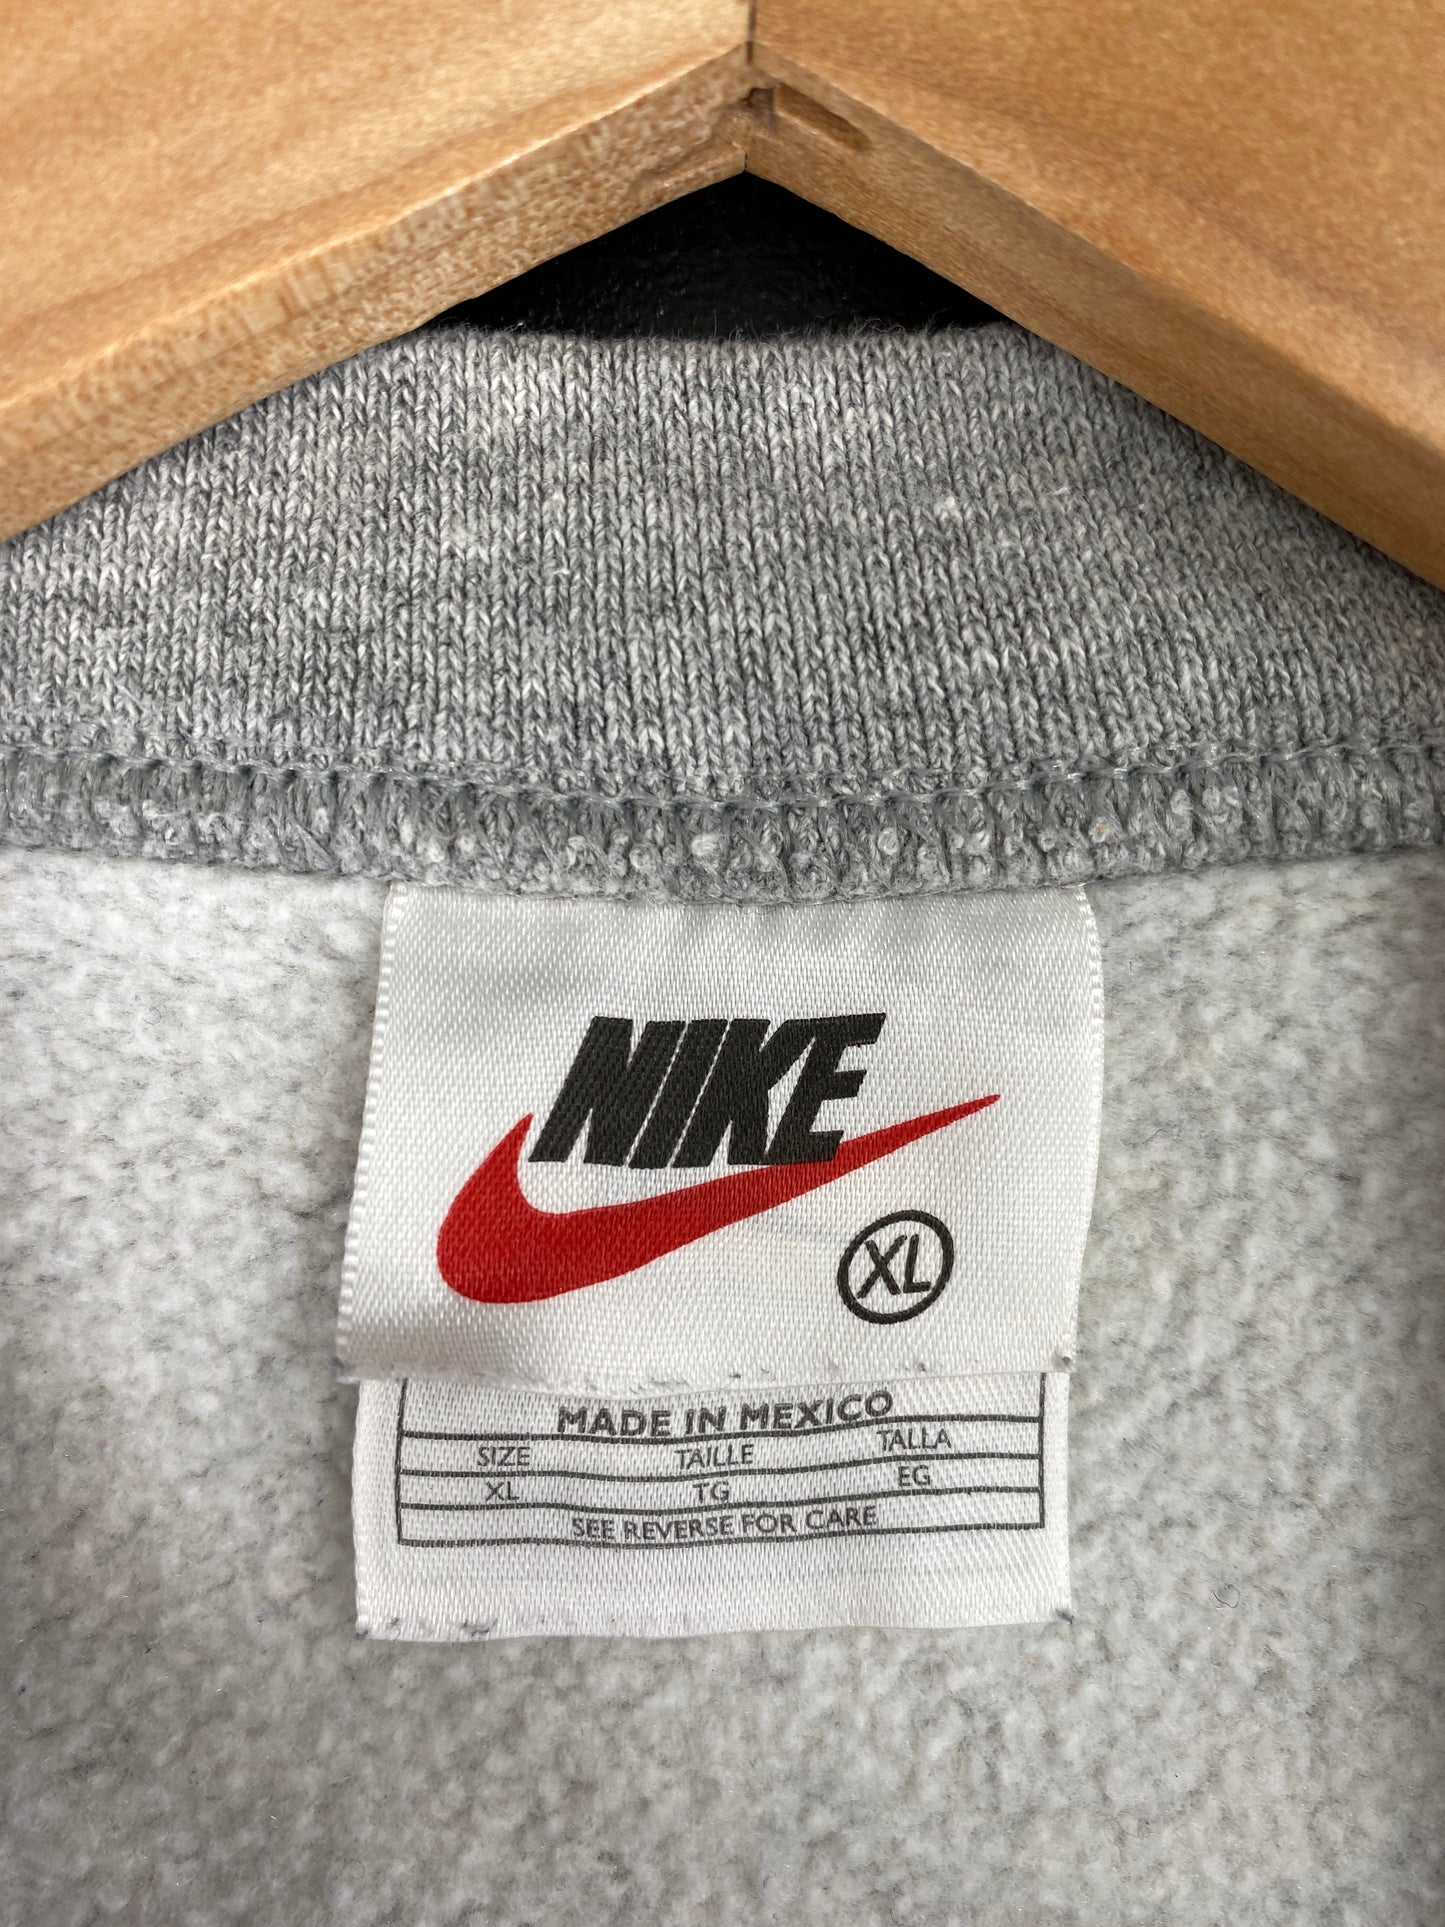 NIKE
XL
MADE IN MEXICO
SIZE TAILLE TALLA
XL TG EG
SEE REVERSE FOR CARE